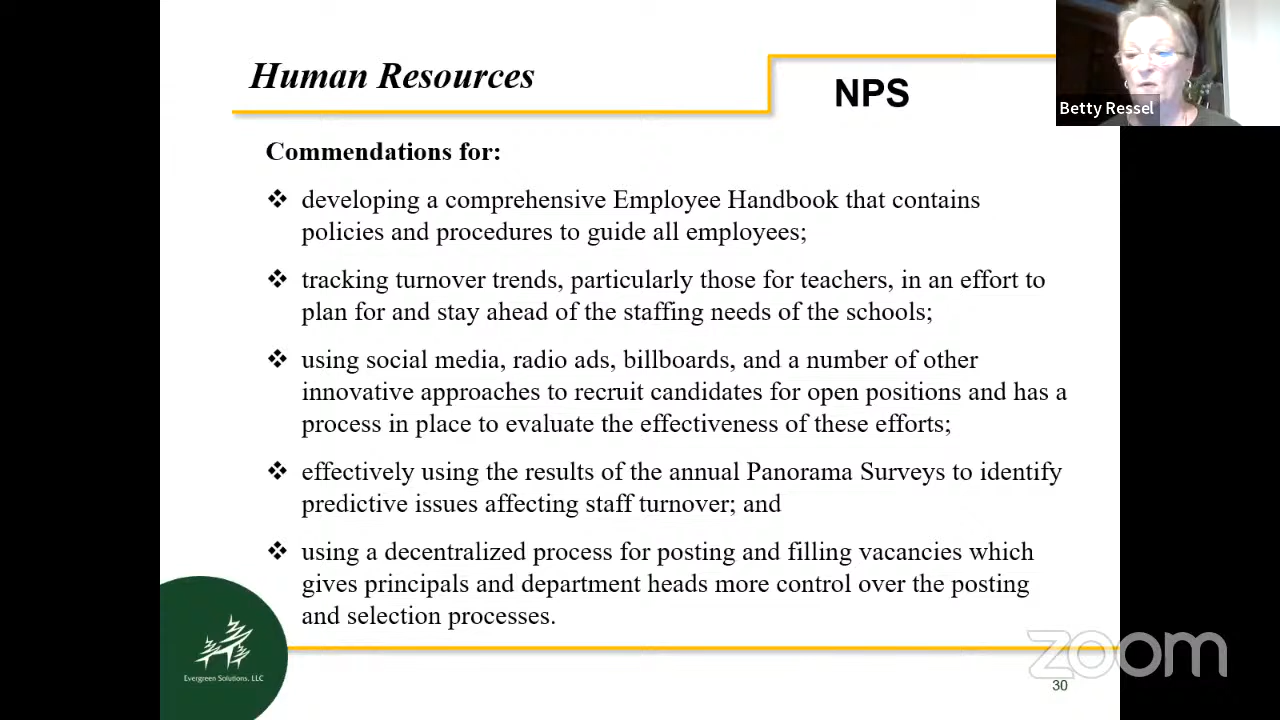 Human Resources
NPS
Betty Ressel
Commendations for:
❖ developing a comprehensive Employee Handbook that contains
policies and procedures to guide all employees;
❖ tracking turnover trends, particularly those for teachers, in an effort to
plan for and stay ahead of the staffing needs of the schools;
❖ using social media, radio ads, billboards, and a number of other
innovative approaches to recruit candidates for open positions and has a
process in place to evaluate the effectiveness of these efforts;
❖ effectively using the results of the annual Panorama Surveys to identify
predictive issues affecting staff turnover; and
❖ using a decentralized process for posting and filling vacancies which
gives principals and department heads more control over the posting
and selection processes.
Evergreen Solutions, LLC
zoom
30